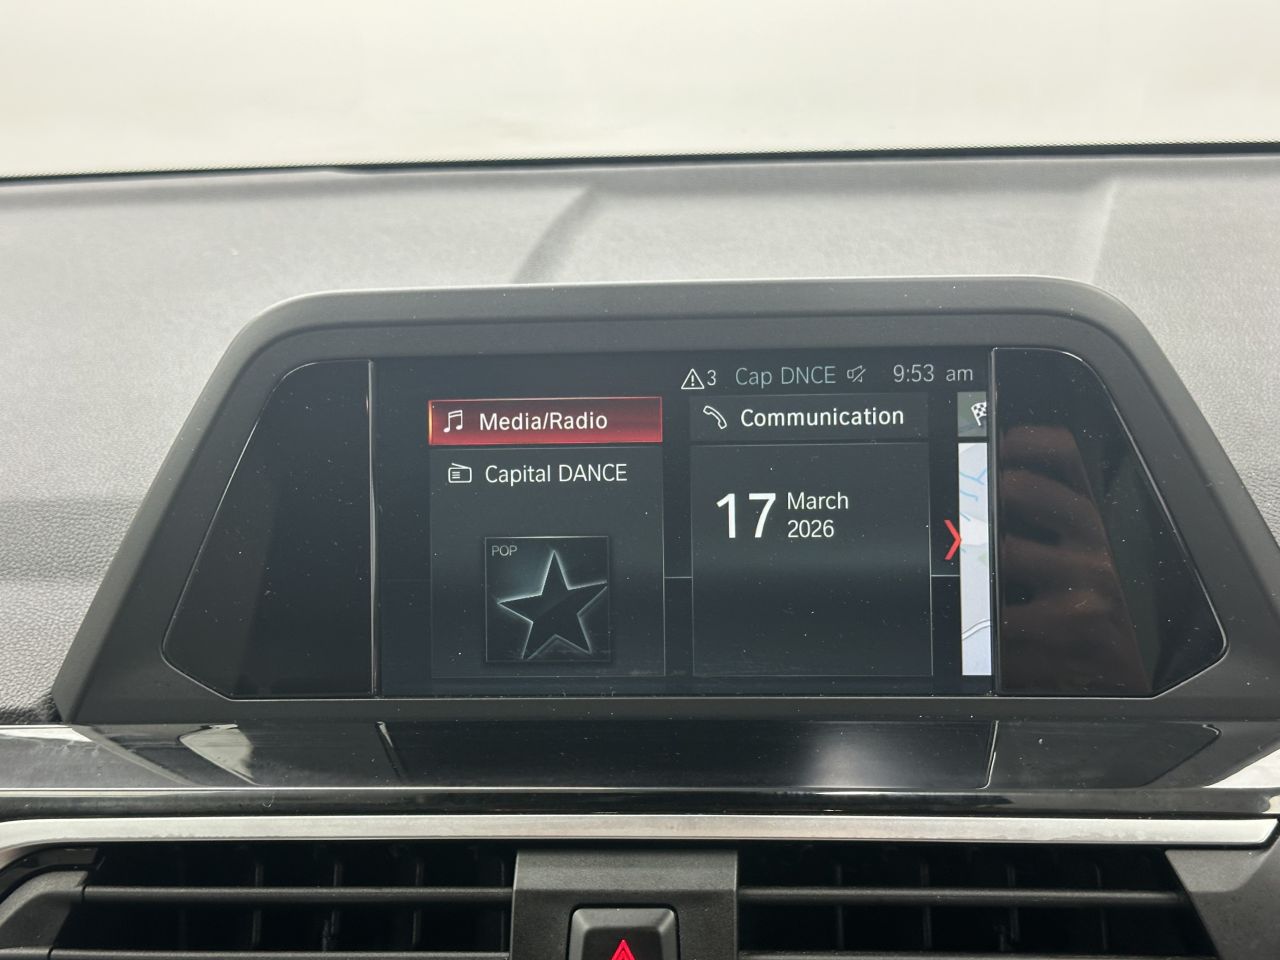 3 Cap DNCE 9:53 am
Media/Radio
Communication
Capital DANCE
POP
17 March
2026